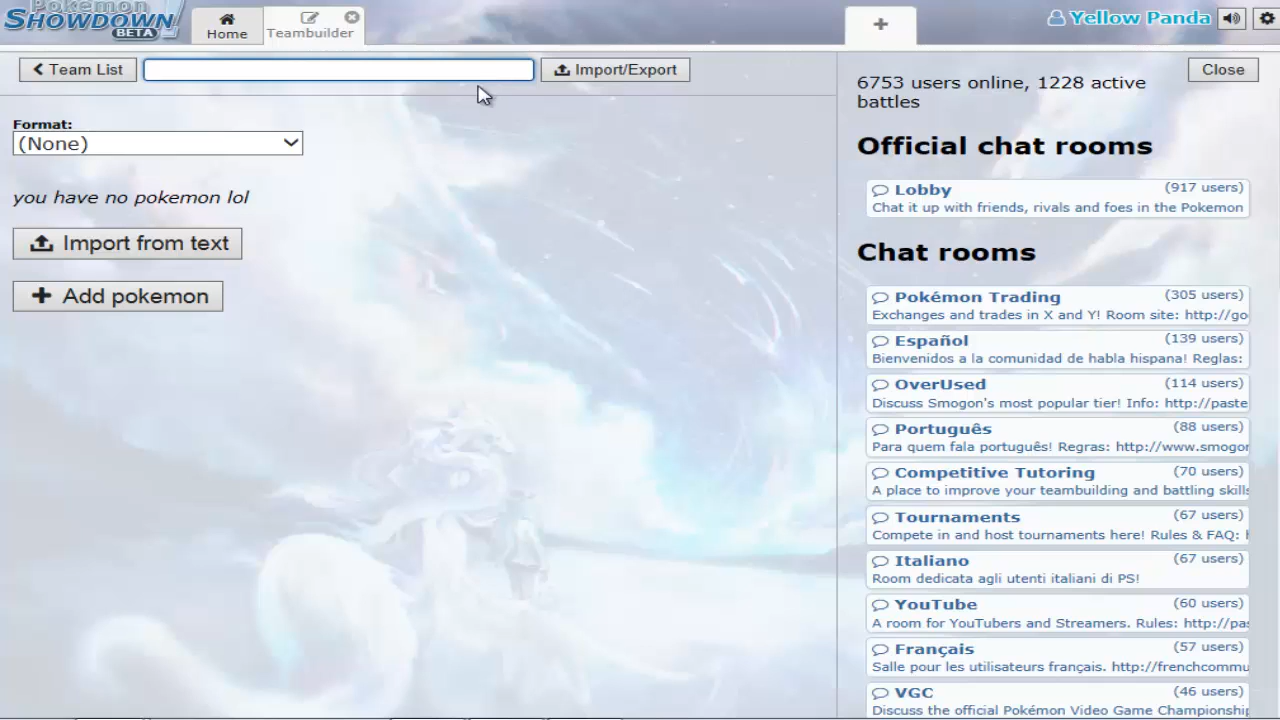 Pokemon
SHOWDOWN
BETA
Home
Teambuilder
+
Yellow Panda
Team List
Import/Export
Format:
(None)
you have no pokemon lol
Import from text
Add pokemon
Close
6753 users online, 1228 active
battles
Official chat rooms
Lobby (917 users)
Chat it up with friends, rivals and foes in the Pokemon
Chat rooms
Pokémon Trading (305 users)
Exchanges and trades in X and Y! Room site: http://go
Español (139 users)
Bienvenidos a la comunidad de habla hispana! Reglas:
OverUsed (114 users)
Discuss Smogon's most popular tier! Info: http://paste
Português (88 users)
Para quem fala português! Regras: http://www.smogor
Competitive Tutoring (70 users)
A place to improve your teambuilding and battling skills
Tournaments (67 users)
Compete in and host tournaments here! Rules & FAQ:
Italiano (67 users)
Room dedicata agli utenti italiani di PS!
YouTube (60 users)
A room for YouTubers and Streamers. Rules: http://pas
Français (57 users)
Salle pour les utilisateurs français. http://frenchcommu
VGC (46 users)
Discuss the official Pokémon Video Game Championship